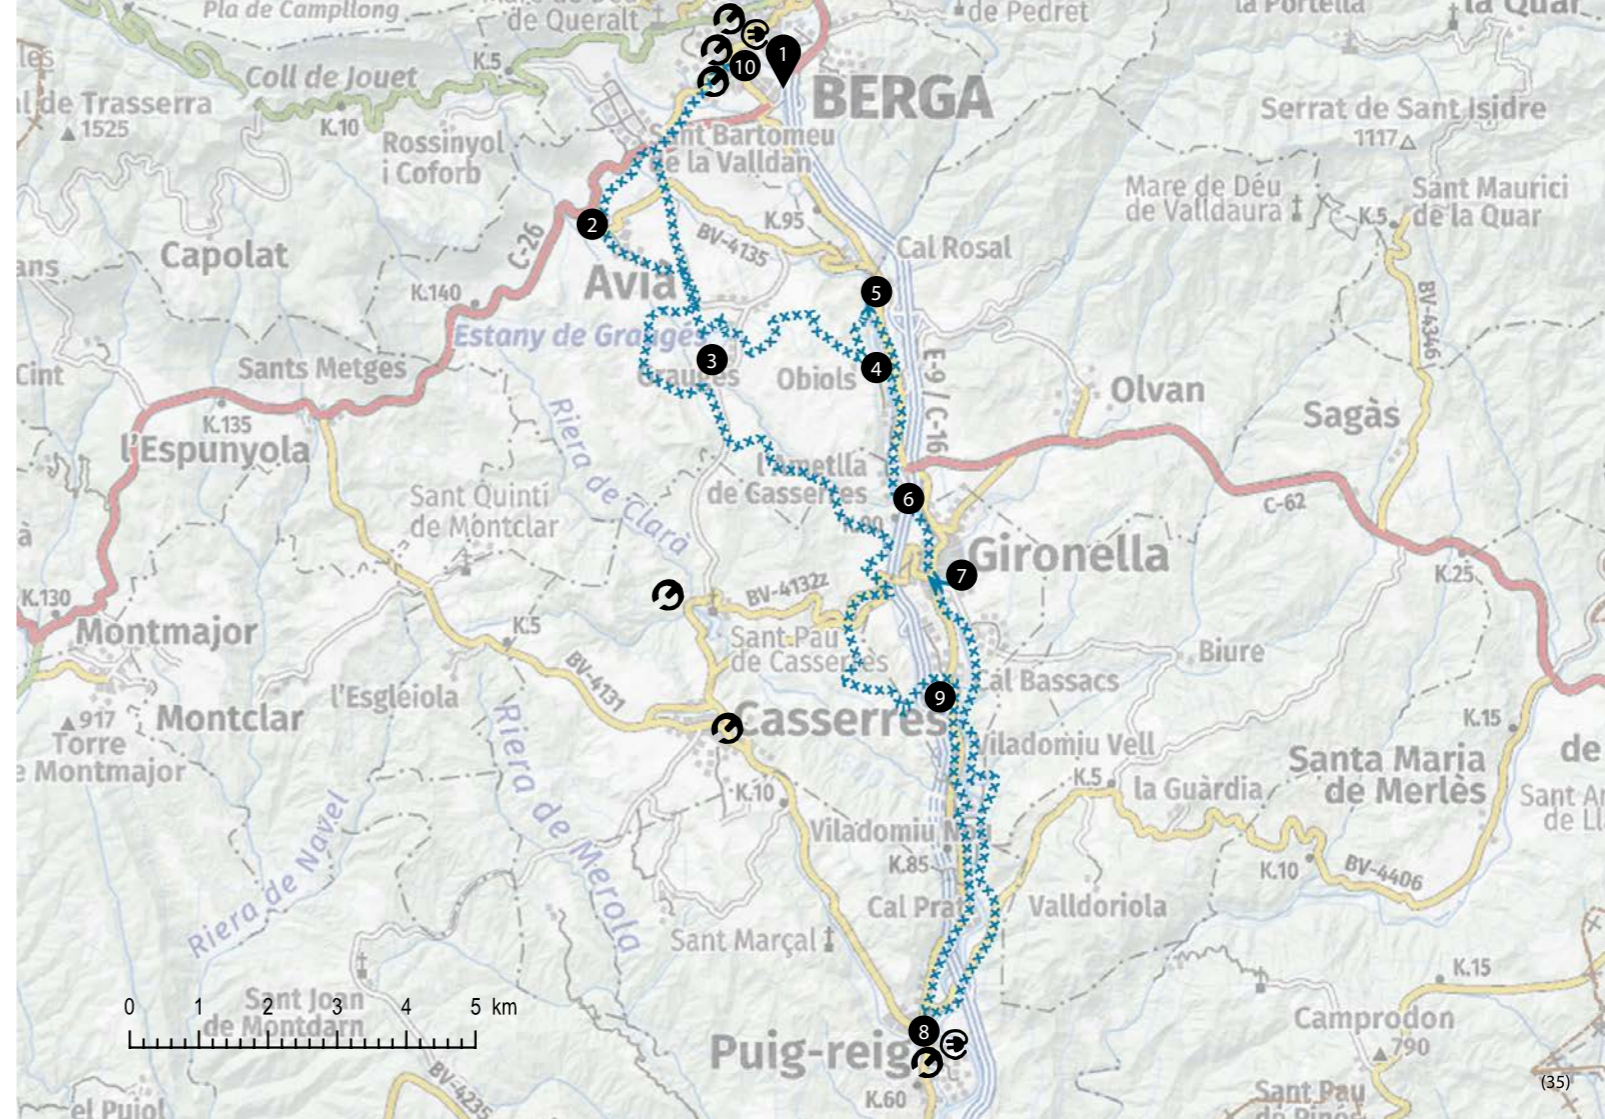 Pla de Campllong
de Queralt
de Pedret
la Portella
la Quar
1
10
BERGA
K.5
Coll de Jouet
al de Trasserra
1525
K.10
Serrat de Sant Isidre
1117
Rossinyol
i Coforb
Sant Bartomeu
de la Valldan
Mare de Déu
de Valldaura
K.5
Sant Maurici
de la Quar
2
K.95
BV-4135
Cal Rosal
Capolat
C-26
K.140
Avià
5
BV-4346
Estany de Graugés
3
Graugés
Obiols
4
E-9 / C-16
Sants Metges
Cint
K.135
l'Espunyola
Olvan
Sagàs
Riera de Clarà
l'Ametlla
de Casserres
C-62
Sant Quintí
de Montclar
6
K.90
Gironella
7
K.25
K.130
Montmajor
BV-4132z
K.5
Sant Pau
de Casserres
Biure
BV-4131
l'Esgleiola
9
Cal Bassacs
917
Torre
e Montmajor
Montclar
Casserres
K.15
Riera de Merola
Viladomiu Vell
Santa Maria
de Merlès
de
K.5
la Guàrdia
K.10
Viladomiu Nou
K.85
K.10
BV-4406
Riera de Navel
Cal Prat
Valldoriola
Sant Marçal
K.15
0 1 2 3 4 5 km
Sant Joan
de Montdarn
8
Puig-reig
Camprodon
790
(35)
K.60
BV-4235
el Pujol
Sant Pau
de Pinós